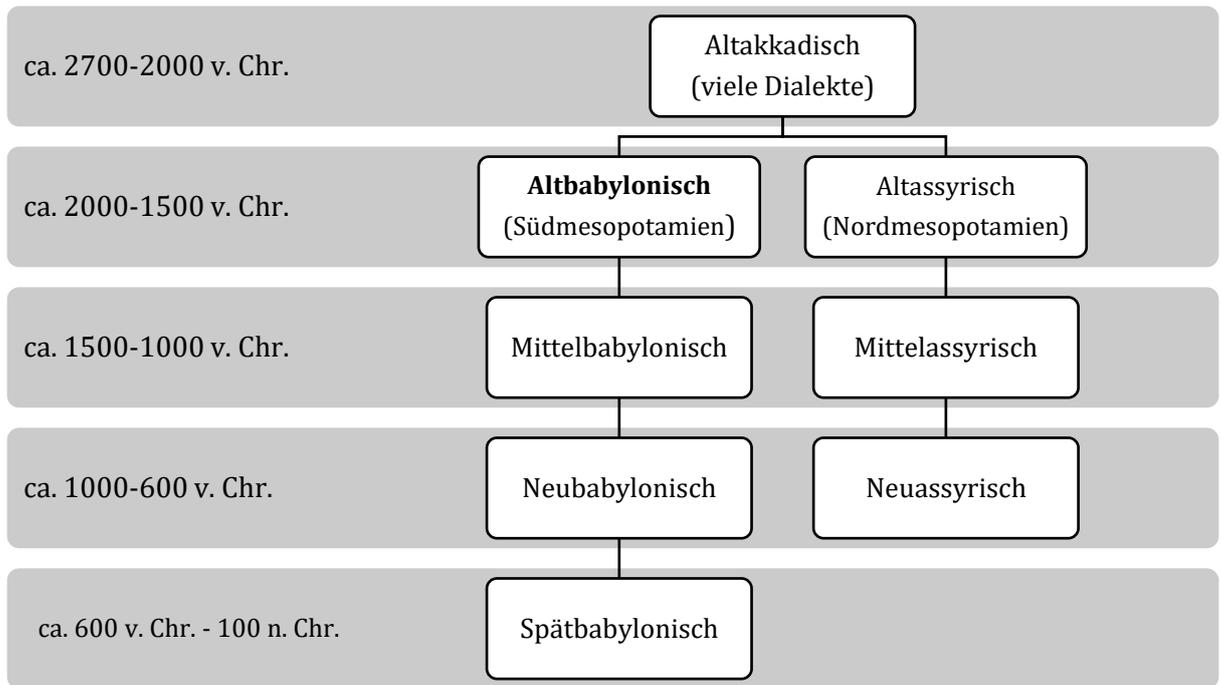 ca. 2700-2000 v. Chr.
Altakkadisch
(viele Dialekte)
ca. 2000-1500 v. Chr.
Altbabylonisch
(Südmesopotamien)
Altassyrisch
(Nordmesopotamien)
ca. 1500-1000 v. Chr.
Mittelbabylonisch
Mittelassyrisch
ca. 1000-600 v. Chr.
Neubabylonisch
Neuassyrisch
ca. 600 v. Chr. - 100 n. Chr.
Spätbabylonisch